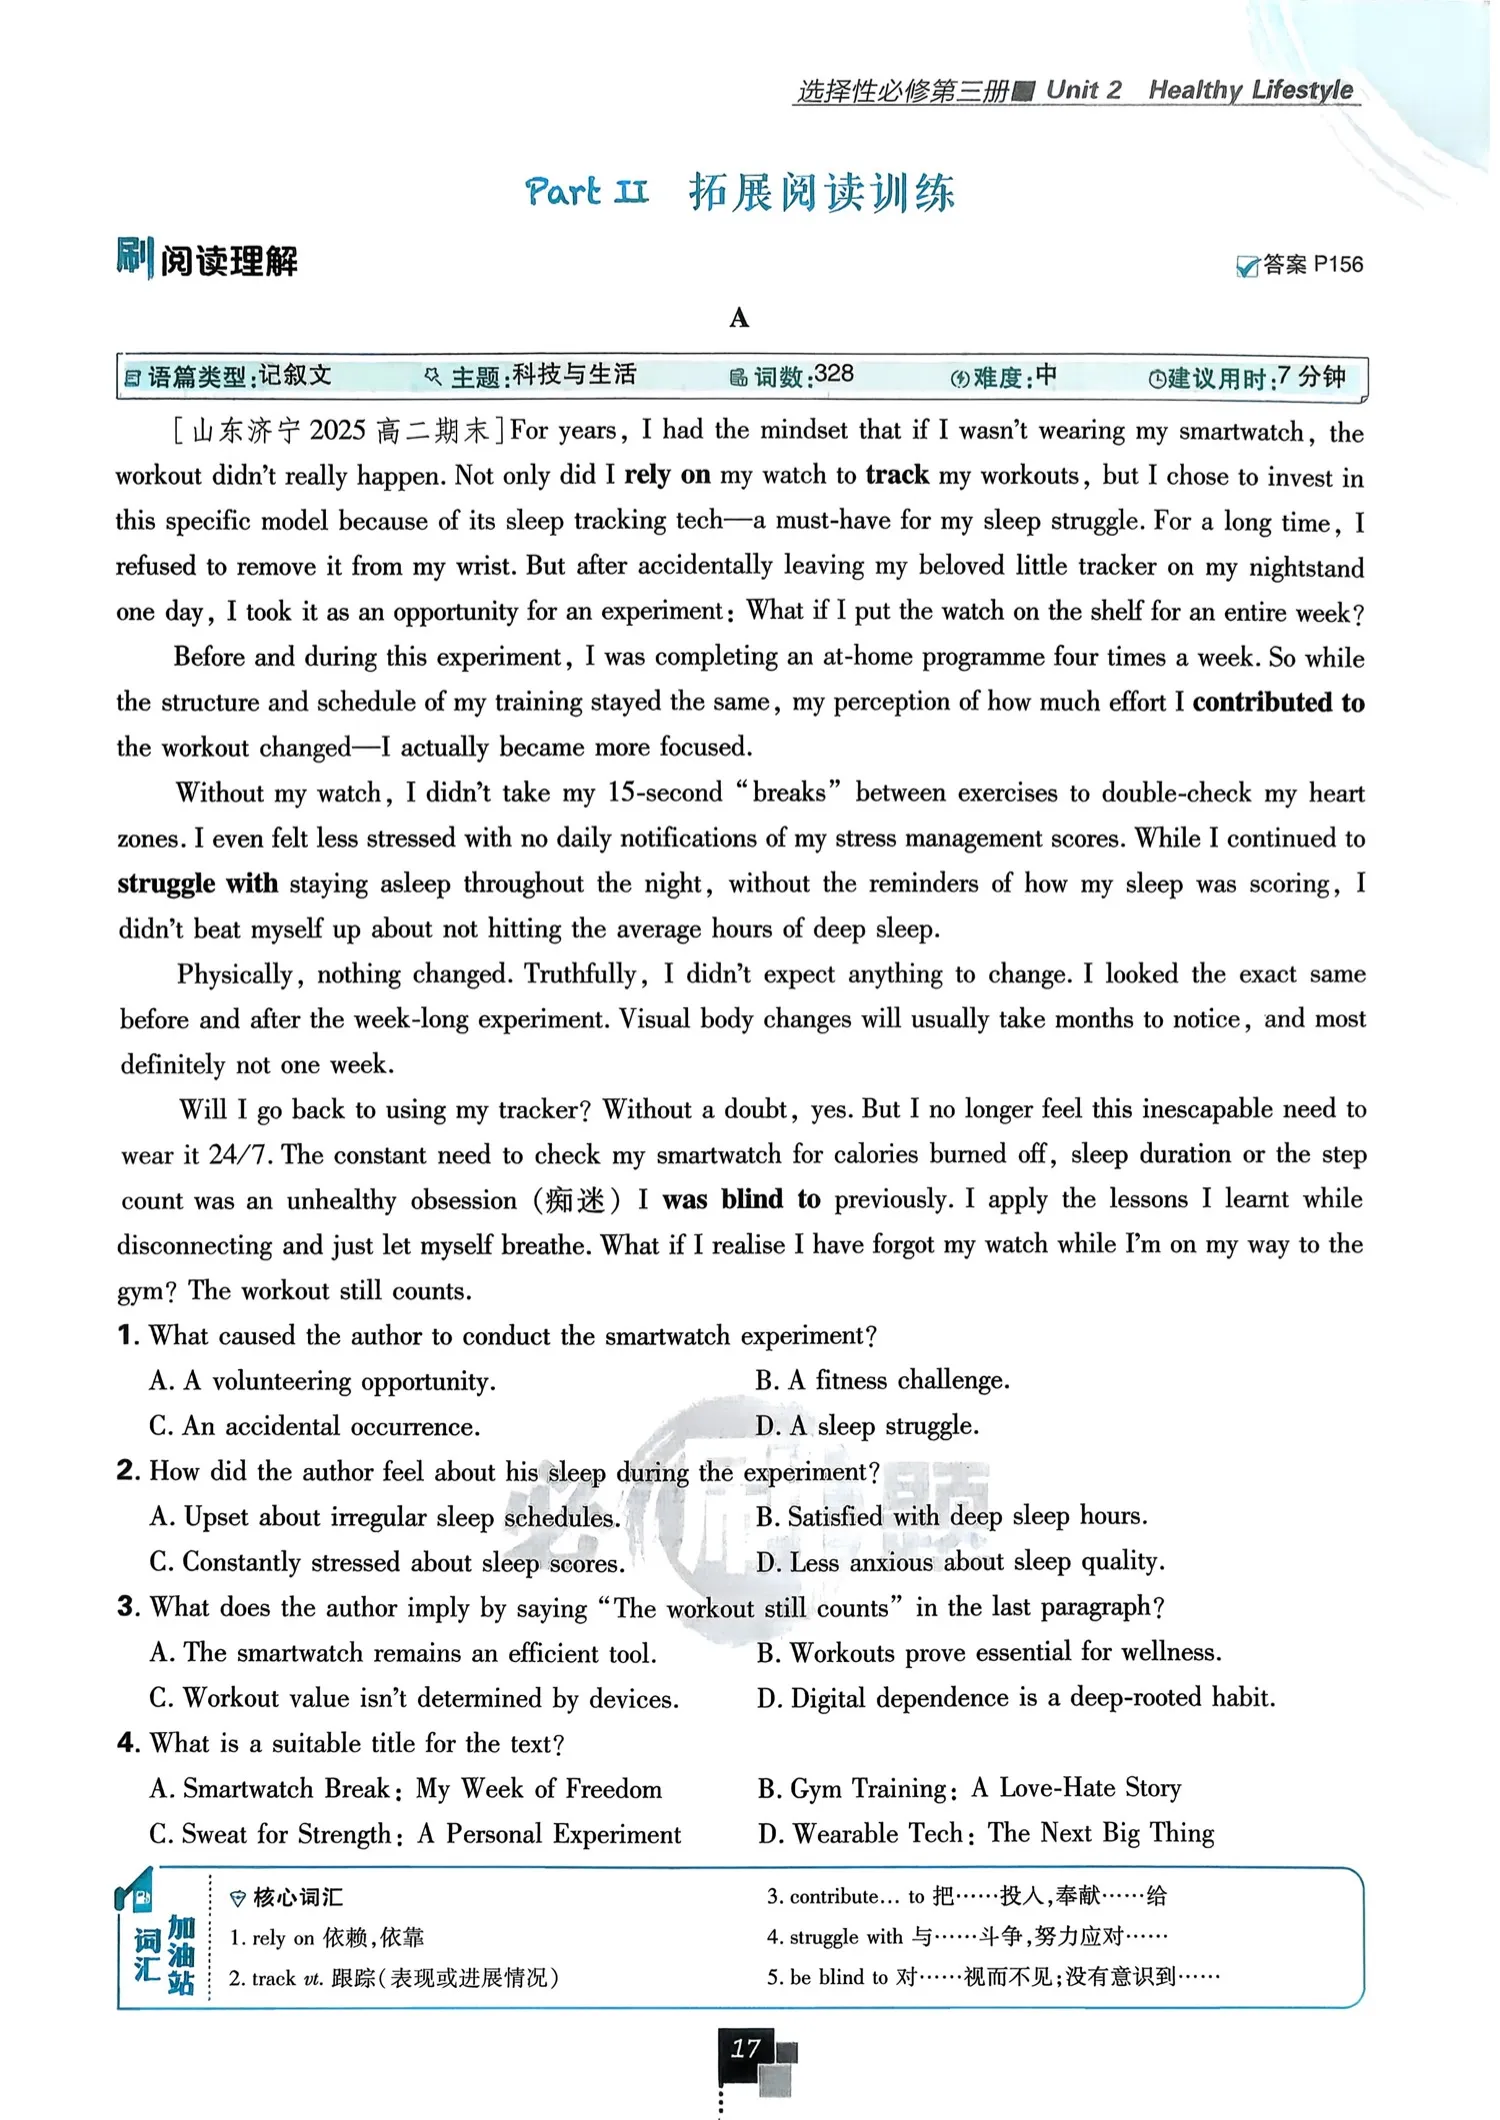 选择性必修第三册 Unit 2 Healthy Lifestyle
Part II 拓展阅读训练
刷阅读理解
答案 P156
A
语篇类型:记叙文 主题:科技与生活 词数:328 难度:中 建议用时:7 分钟
[山东济宁 2025 高二期末]For years, I had the mindset that if I wasn't wearing my smartwatch, the
workout didn't really happen. Not only did I rely on my watch to track my workouts, but I chose to invest in
this specific model because of its sleep tracking tech—a must-have for my sleep struggle. For a long time, I
refused to remove it from my wrist. But after accidentally leaving my beloved little tracker on my nightstand
one day, I took it as an opportunity for an experiment: What if I put the watch on the shelf for an entire week?
Before and during this experiment, I was completing an at-home programme four times a week. So while
the structure and schedule of my training stayed the same, my perception of how much effort I contributed to
the workout changed—I actually became more focused.
Without my watch, I didn't take my 15-second “breaks” between exercises to double-check my heart
zones. I even felt less stressed with no daily notifications of my stress management scores. While I continued to
struggle with staying asleep throughout the night, without the reminders of how my sleep was scoring, I
didn't beat myself up about not hitting the average hours of deep sleep.
Physically, nothing changed. Truthfully, I didn't expect anything to change. I looked the exact same
before and after the week-long experiment. Visual body changes will usually take months to notice, and most
definitely not one week.
Will I go back to using my tracker? Without a doubt, yes. But I no longer feel this inescapable need to
wear it 24/7. The constant need to check my smartwatch for calories burned off, sleep duration or the step
count was an unhealthy obsession (痴迷) I was blind to previously. I apply the lessons I learnt while
disconnecting and just let myself breathe. What if I realise I have forgot my watch while I'm on my way to the
gym? The workout still counts.
1. What caused the author to conduct the smartwatch experiment?
A. A volunteering opportunity. B. A fitness challenge.
C. An accidental occurrence. D. A sleep struggle.
2. How did the author feel about his sleep during the experiment?
A. Upset about irregular sleep schedules. B. Satisfied with deep sleep hours.
C. Constantly stressed about sleep scores. D. Less anxious about sleep quality.
3. What does the author imply by saying “The workout still counts” in the last paragraph?
A. The smartwatch remains an efficient tool. B. Workouts prove essential for wellness.
C. Workout value isn't determined by devices. D. Digital dependence is a deep-rooted habit.
4. What is a suitable title for the text?
A. Smartwatch Break: My Week of Freedom B. Gym Training: A Love-Hate Story
C. Sweat for Strength: A Personal Experiment D. Wearable Tech: The Next Big Thing
必刷题
词汇加油站
核心词汇
1. rely on 依赖,依靠
2. track vt. 跟踪(表现或进展情况)
3. contribute... to 把……投入,奉献……给
4. struggle with 与……斗争,努力应对……
5. be blind to 对……视而不见;没有意识到……
17